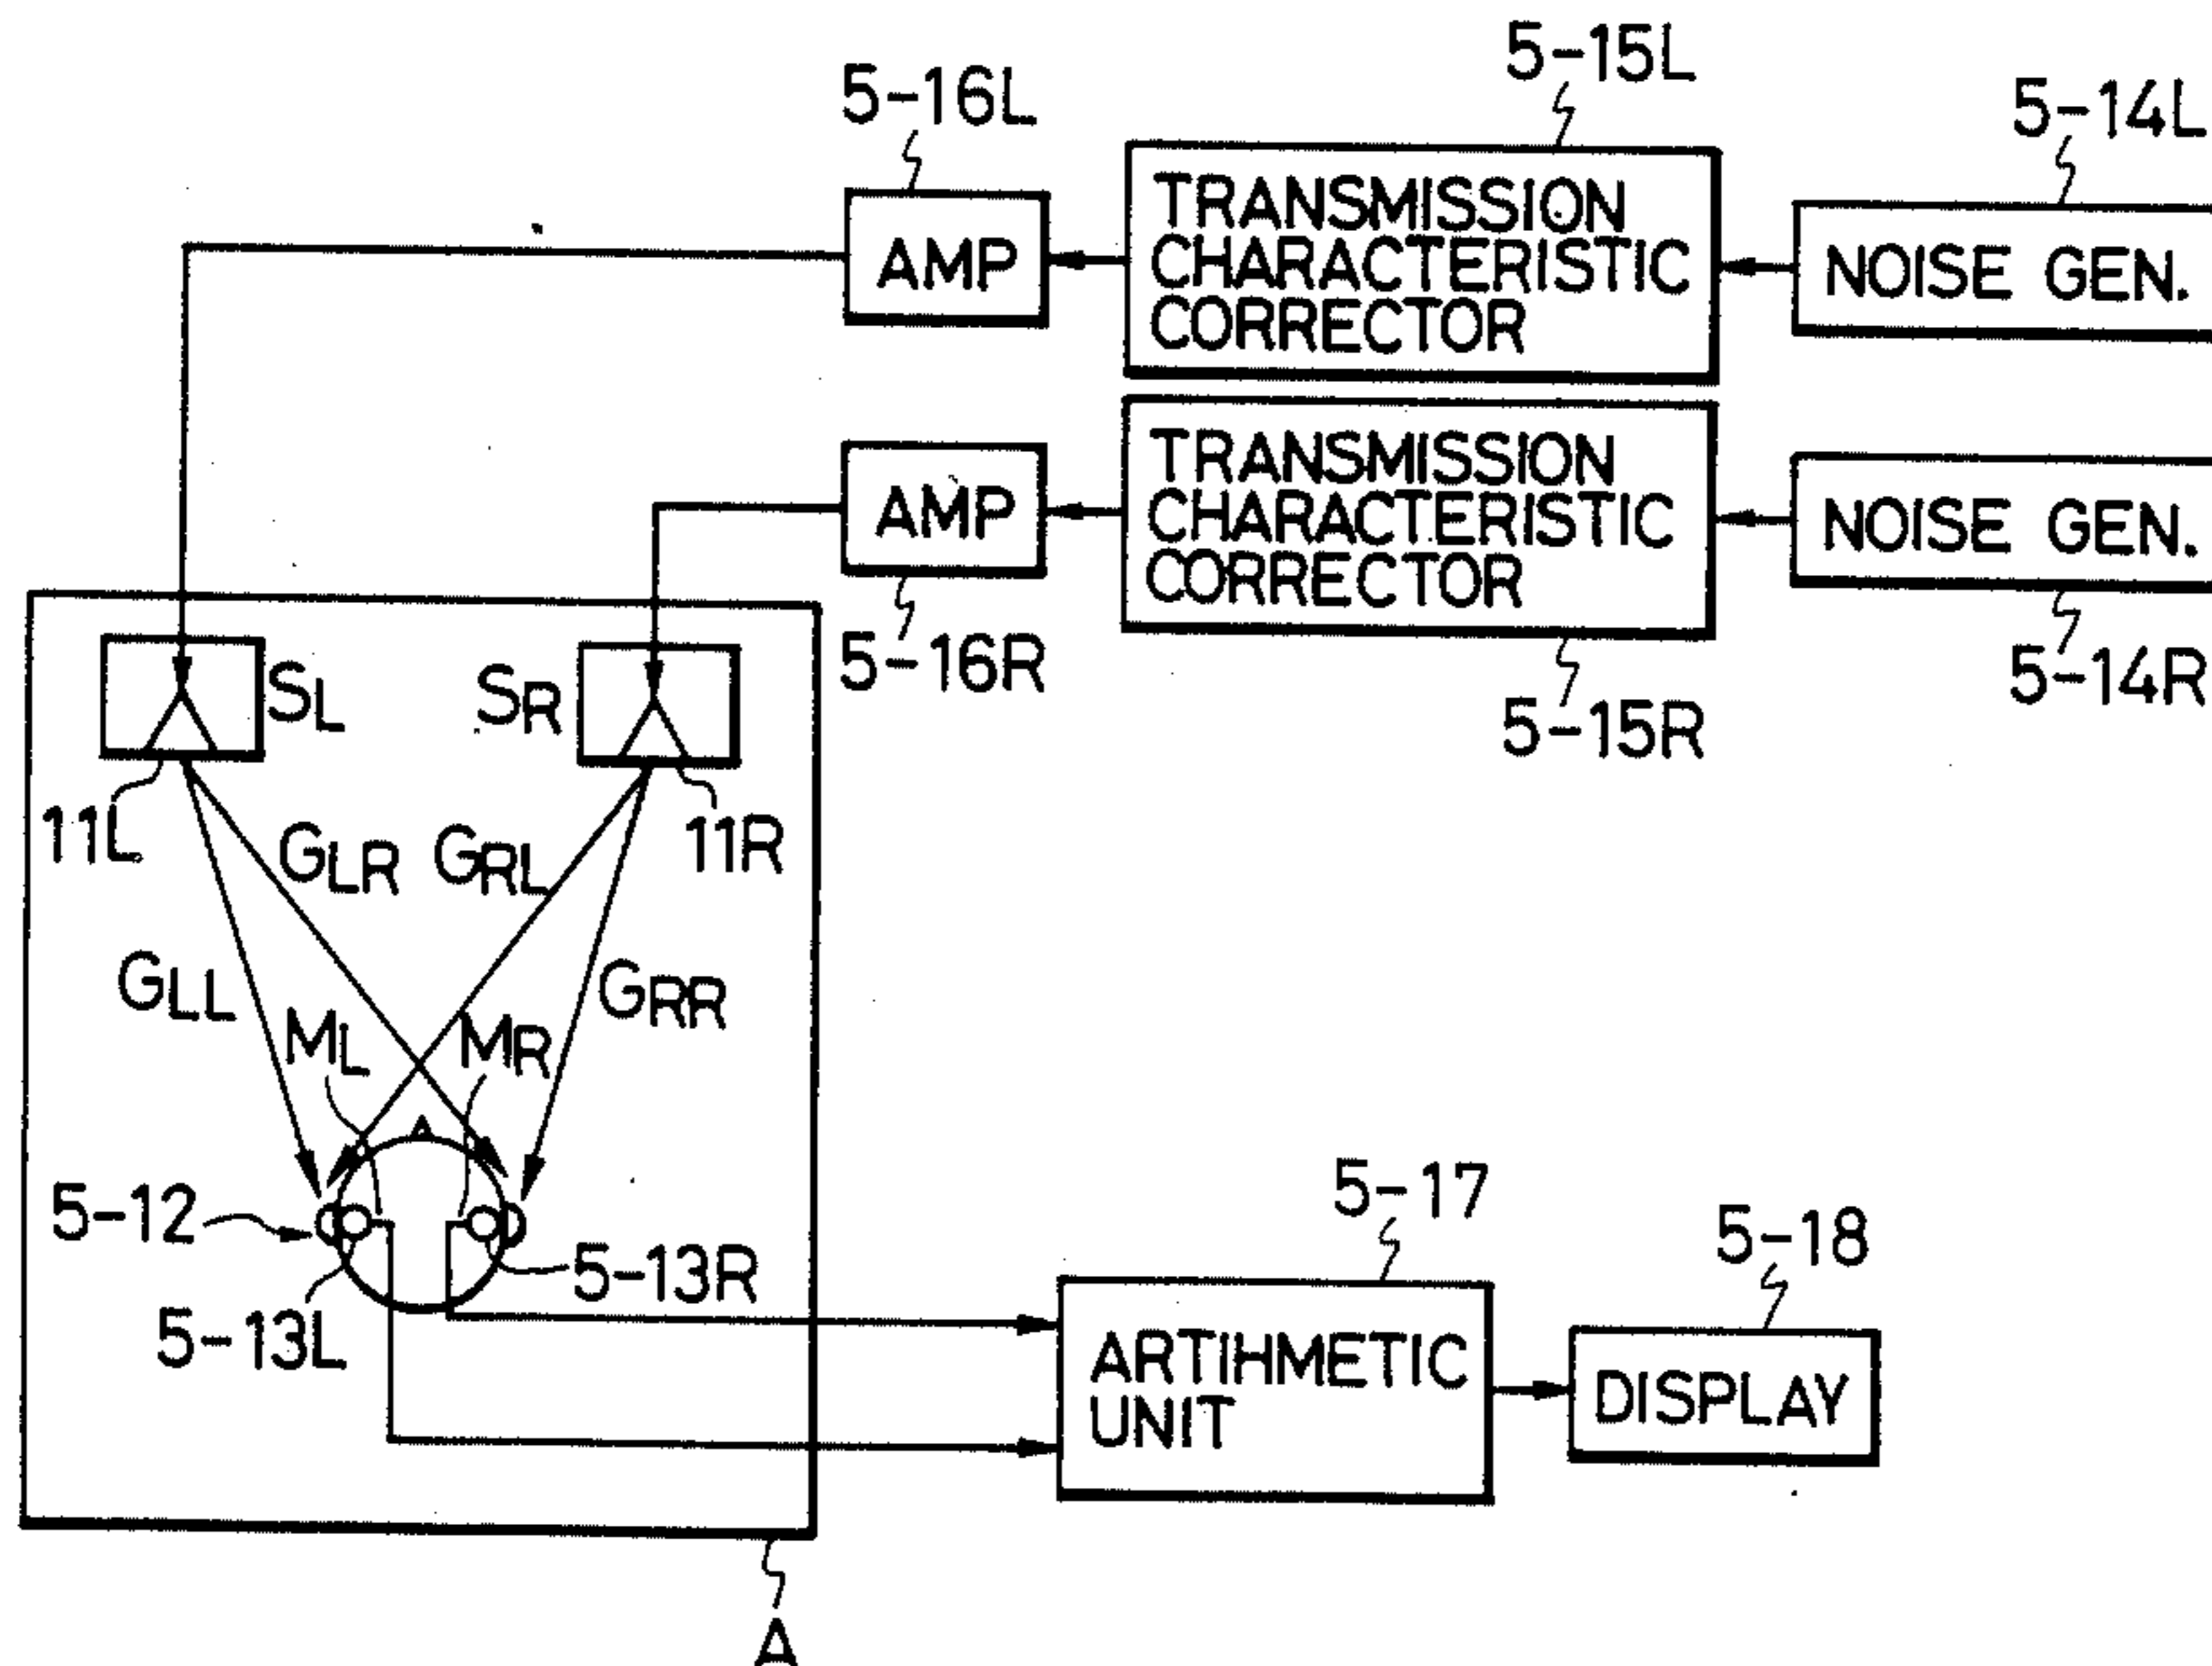 5-15L
5-16L
5-14L
TRANSMISSION
CHARACTERISTIC
CORRECTOR
AMP
NOISE GEN.
TRANSMISSION
CHARACTERISTIC
CORRECTOR
AMP
NOISE GEN.
5-16R
5-14R
5-15R
SL
SR
11L
11R
GLR
GRL
GLL
GRR
ML
MR
5-12
5-13R
5-13L
5-17
5-18
ARTIHMETIC
UNIT
DISPLAY
A